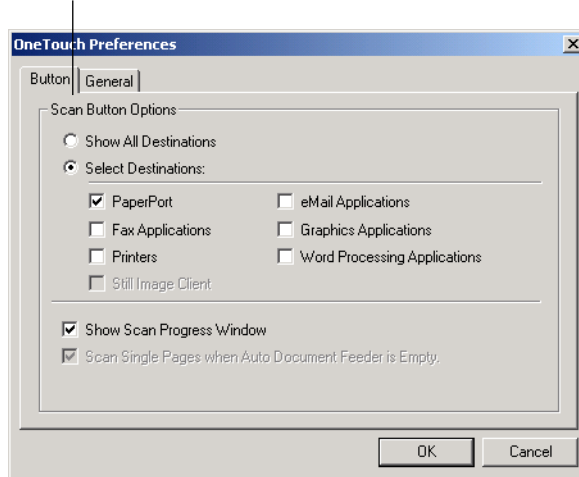 OneTouch Preferences
Button General
Scan Button Options
Show All Destinations
Select Destinations:
PaperPort eMail Applications
Fax Applications Graphics Applications
Printers Word Processing Applications
Still Image Client
Show Scan Progress Window
Scan Single Pages when Auto Document Feeder is Empty.
OK Cancel